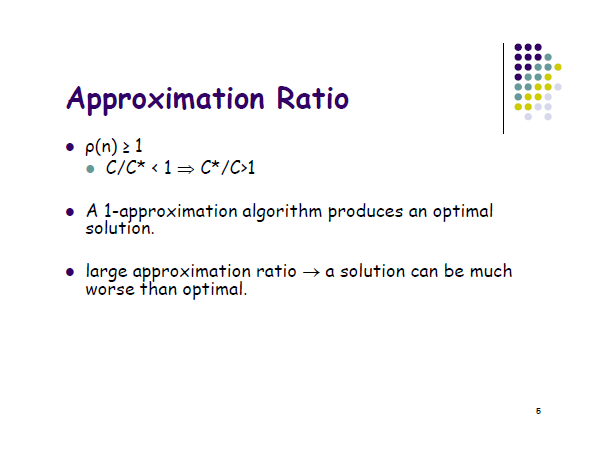 Approximation Ratio
ρ(n) ≥ 1
C/C* < 1 ⇒ C*/C>1
A 1-approximation algorithm produces an optimal
solution.
large approximation ratio → a solution can be much
worse than optimal.
5